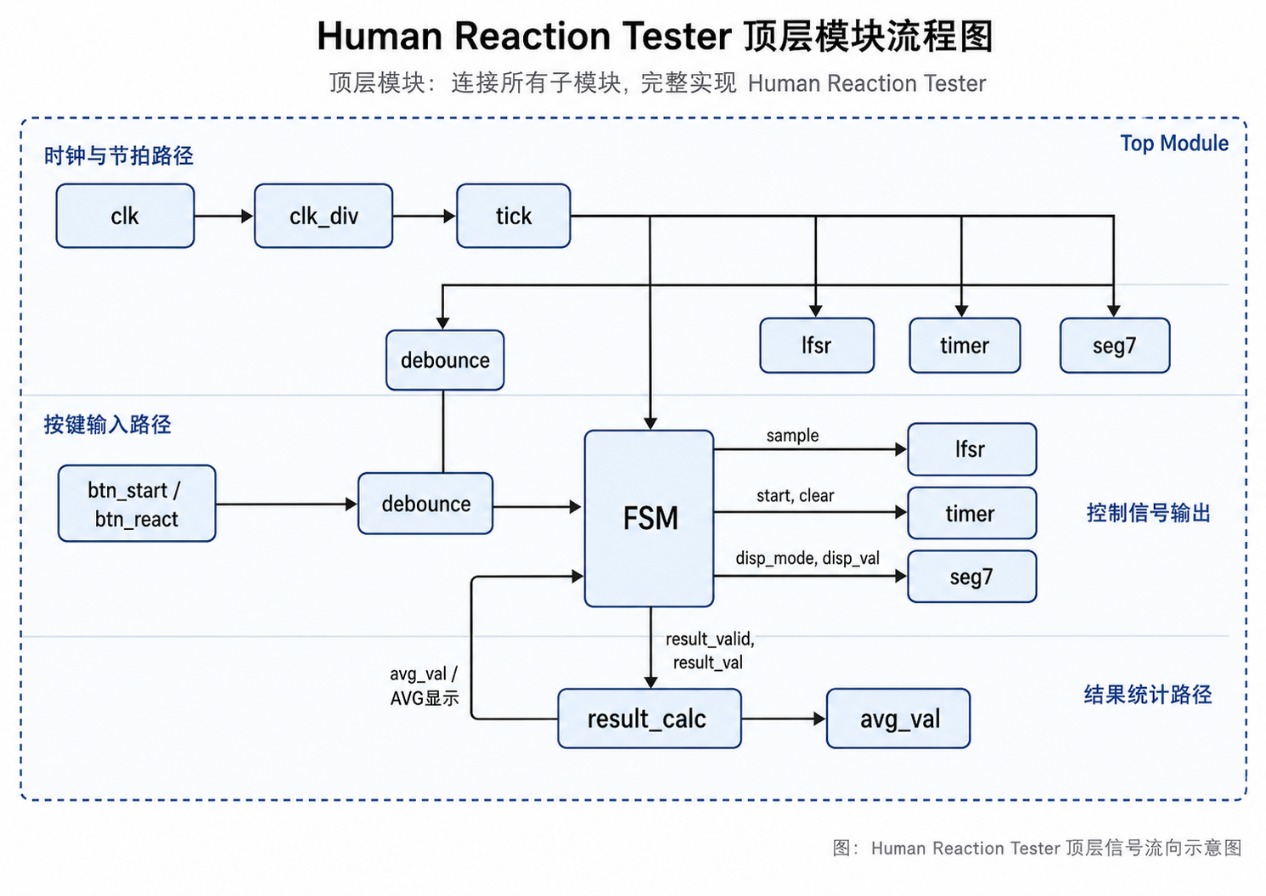 Human Reaction Tester 顶层模块流程图
顶层模块：连接所有子模块，完整实现 Human Reaction Tester
Top Module
时钟与节拍路径
clk
clk_div
tick
debounce
lfsr
timer
seg7
按键输入路径
btn_start /
btn_react
debounce
FSM
sample
lfsr
start, clear
timer
disp_mode, disp_val
seg7
控制信号输出
result_valid,
result_val
avg_val /
AVG显示
result_calc
avg_val
结果统计路径
图：Human Reaction Tester 顶层信号流向示意图